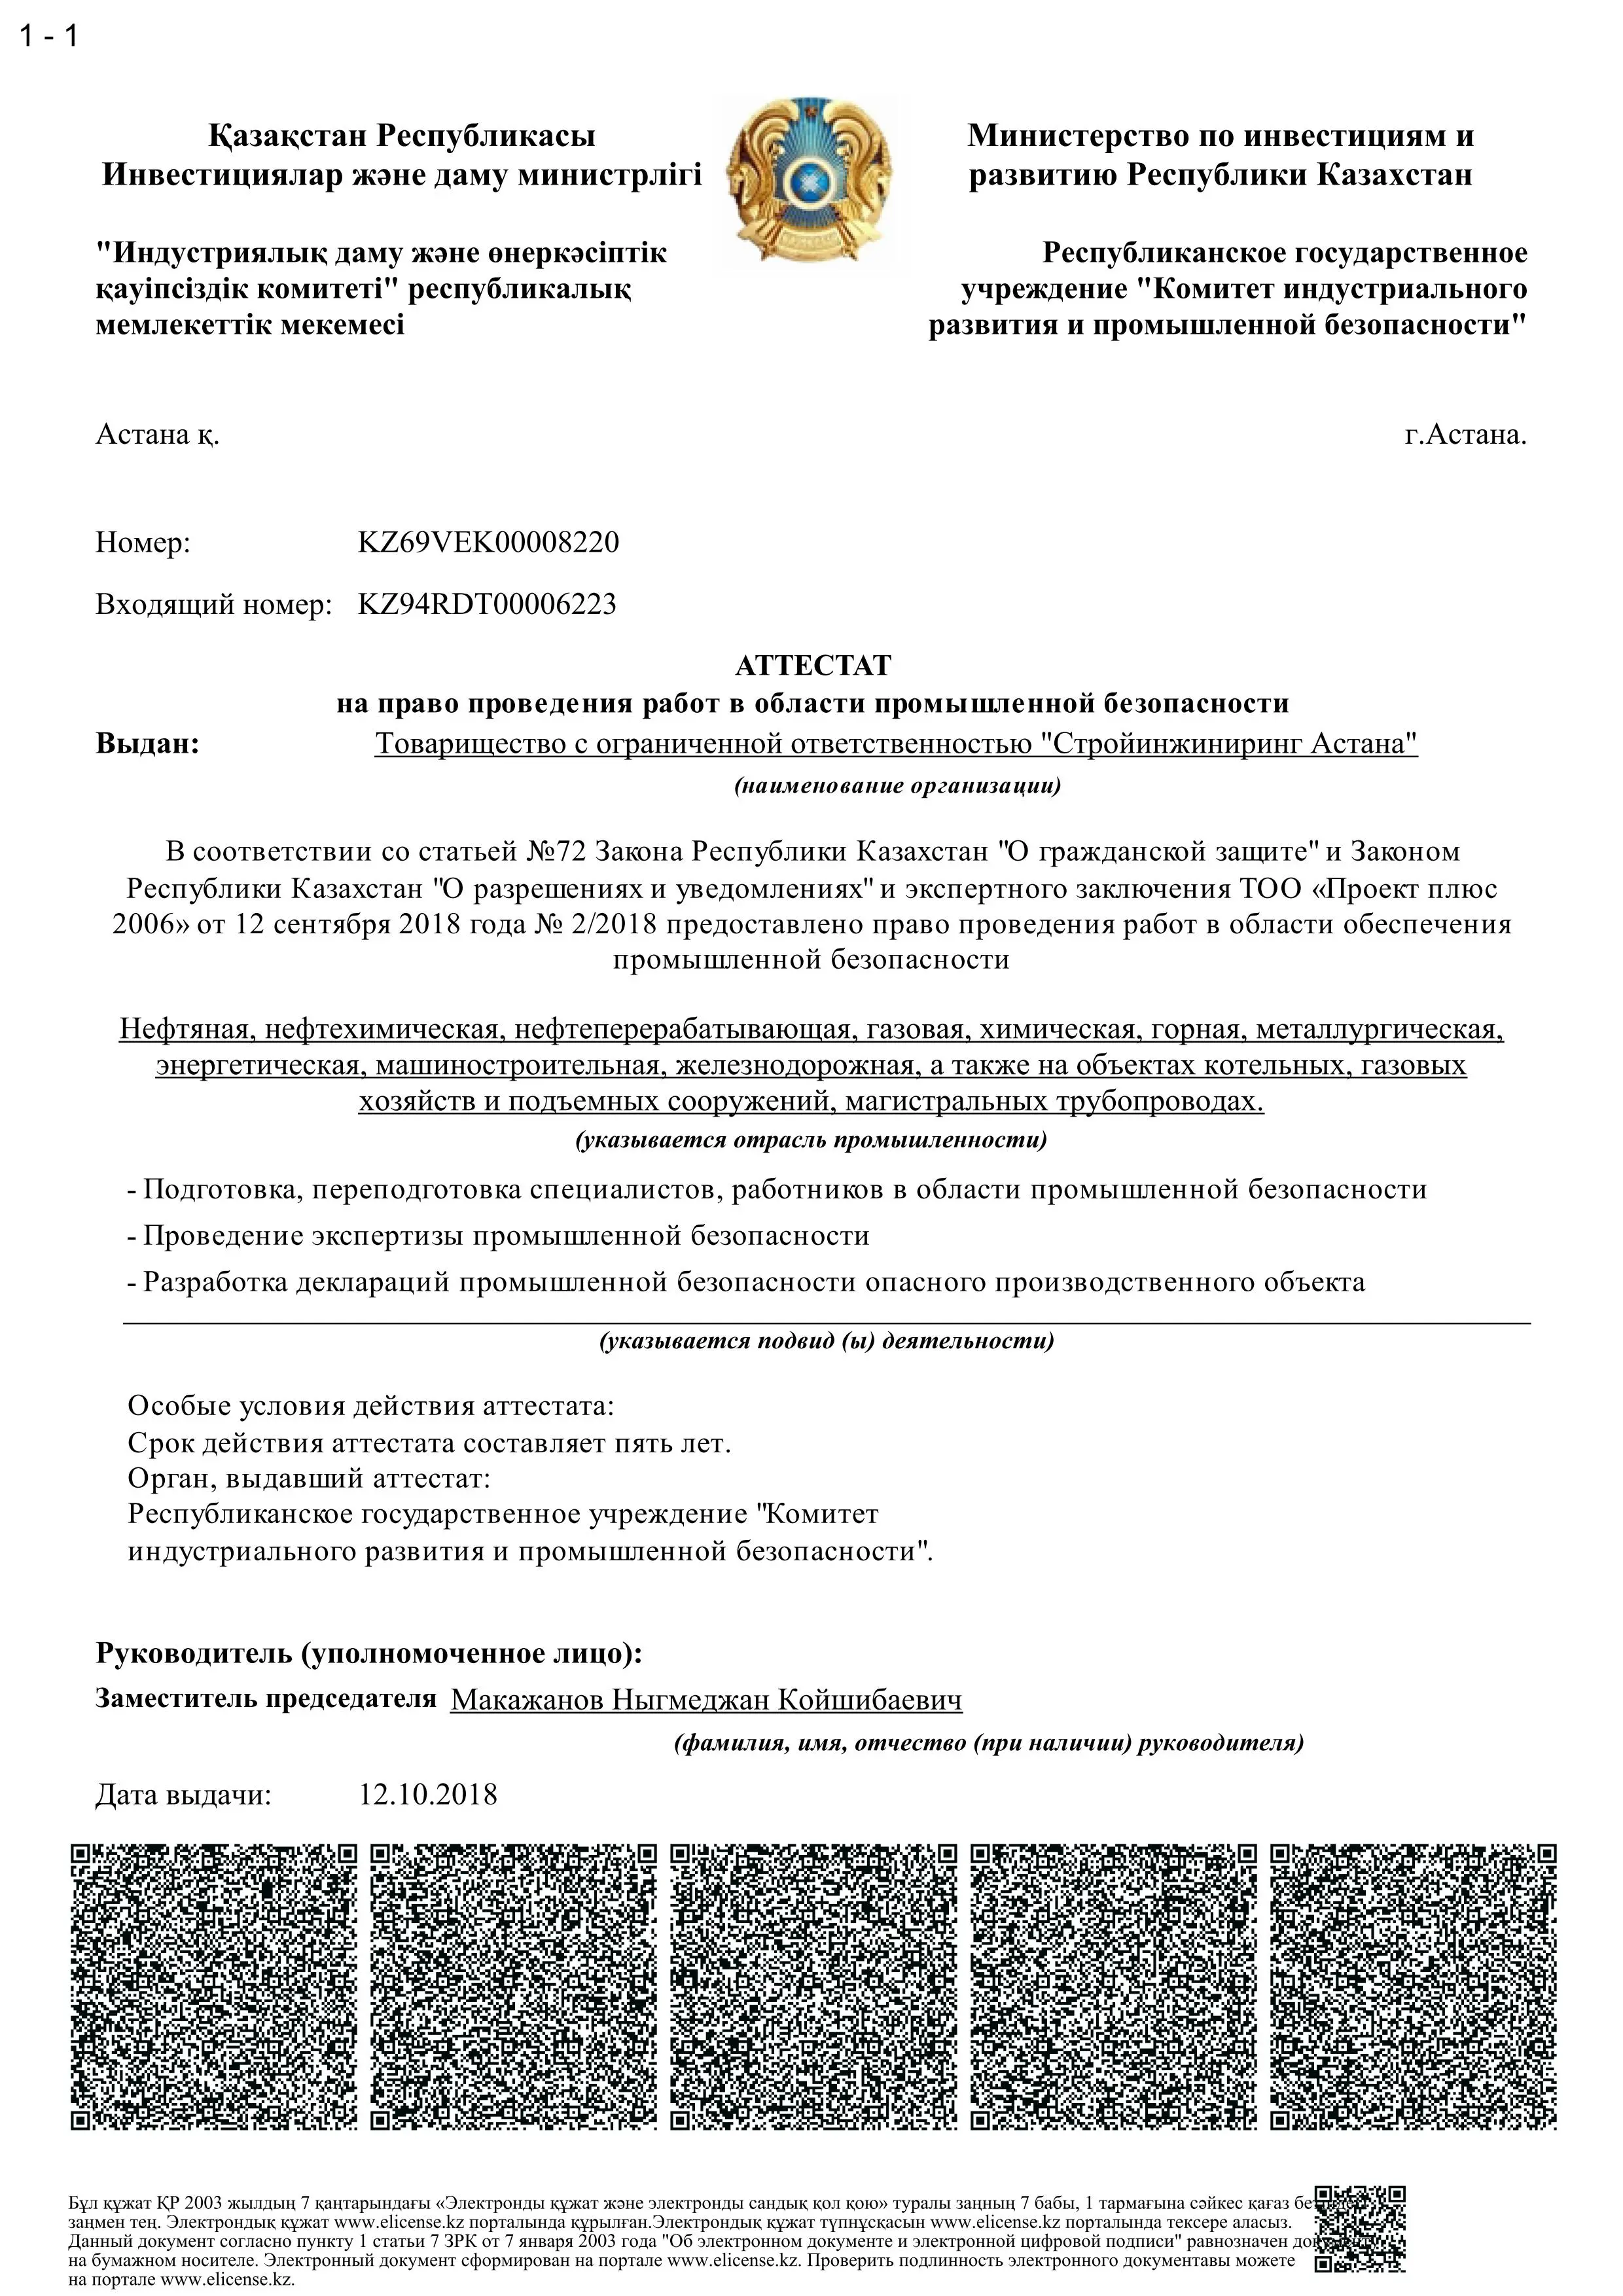 1 - 1
Қазақстан Республикасы
Инвестициялар және даму министрлігі
Министерство по инвестициям и
развитию Республики Казахстан
"Индустриялық даму және өнеркәсіптік
қауіпсіздік комитеті" республикалық
мемлекеттік мекемесі
Республиканское государственное
учреждение "Комитет индустриального
развития и промышленной безопасности"
Астана қ.
г.Астана.
Номер: KZ69VEK00008220
Входящий номер: KZ94RDT00006223
АТТЕСТАТ
на право проведения работ в области промышленной безопасности
Выдан: Товарищество с ограниченной ответственностью "Стройинжиниринг Астана"
(наименование организации)
В соответствии со статьей №72 Закона Республики Казахстан "О гражданской защите" и Законом
Республики Казахстан "О разрешениях и уведомлениях" и экспертного заключения ТОО «Проект плюс
2006» от 12 сентября 2018 года № 2/2018 предоставлено право проведения работ в области обеспечения
промышленной безопасности
Нефтяная, нефтехимическая, нефтеперерабатывающая, газовая, химическая, горная, металлургическая,
энергетическая, машиностроительная, железнодорожная, а также на объектах котельных, газовых
хозяйств и подъемных сооружений, магистральных трубопроводах.
(указывается отрасль промышленности)
- Подготовка, переподготовка специалистов, работников в области промышленной безопасности
- Проведение экспертизы промышленной безопасности
- Разработка деклараций промышленной безопасности опасного производственного объекта
(указывается подвид (ы) деятельности)
Особые условия действия аттестата:
Срок действия аттестата составляет пять лет.
Орган, выдавший аттестат:
Республиканское государственное учреждение "Комитет
индустриального развития и промышленной безопасности".
Руководитель (уполномоченное лицо):
Заместитель председателя Макажанов Ныгмеджан Койшибаевич
(фамилия, имя, отчество (при наличии) руководителя)
Дата выдачи: 12.10.2018
Бұл құжат ҚР 2003 жылдың 7 қаңтарындағы «Электронды құжат және электронды сандық қол қою» туралы заңның 7 бабы, 1 тармағына сәйкес қағаз
заңмен тең. Электрондық құжат www.elicense.kz порталында құрылған.Электрондық құжат түпнұсқасын www.elicense.kz порталында тексере аласыз.
Данный документ согласно пункту 1 статьи 7 ЗРК от 7 января 2003 года "Об электронном документе и электронной цифровой подписи" равнозначен
на бумажном носителе. Электронный документ сформирован на портале www.elicense.kz. Проверить подлинность электронного документавы можете
на портале www.elicense.kz.